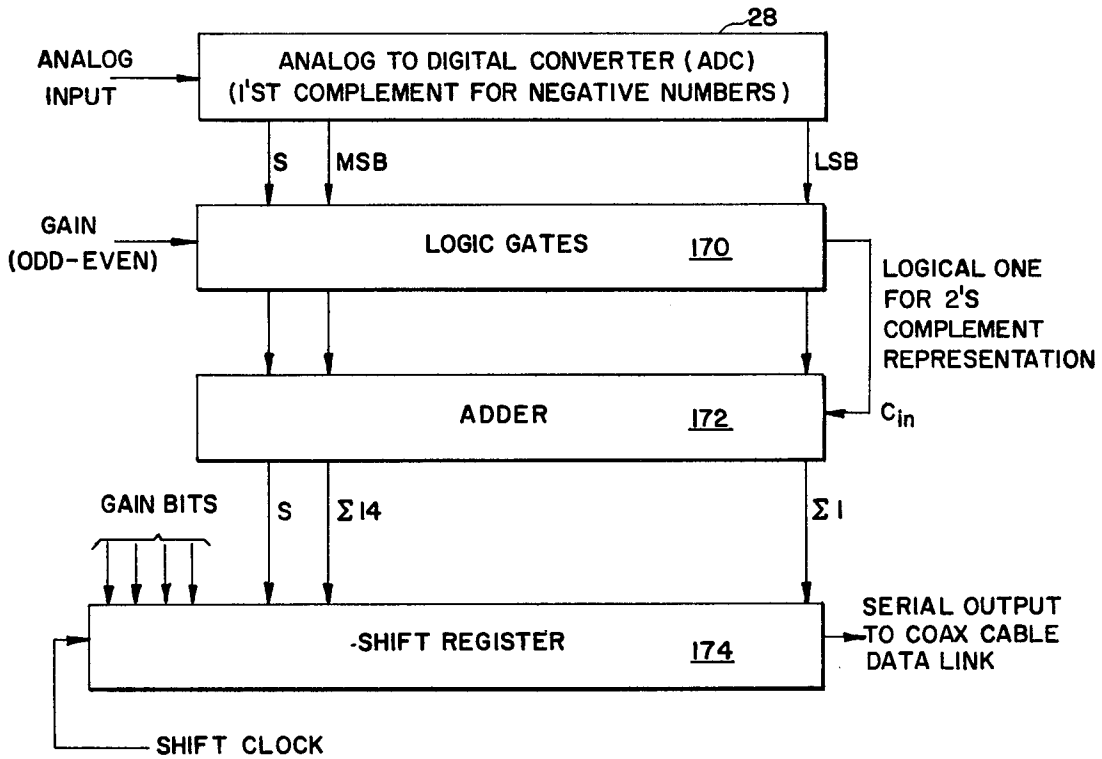 28
ANALOG
INPUT
ANALOG TO DIGITAL CONVERTER (ADC)
(1'ST COMPLEMENT FOR NEGATIVE NUMBERS)
S
MSB
LSB
GAIN
(ODD-EVEN)
LOGIC GATES 170
LOGICAL ONE
FOR 2'S
COMPLEMENT
REPRESENTATION
ADDER 172
Cin
GAIN BITS
S
Σ14
Σ1
-SHIFT REGISTER 174
SERIAL OUTPUT
TO COAX CABLE
DATA LINK
SHIFT CLOCK